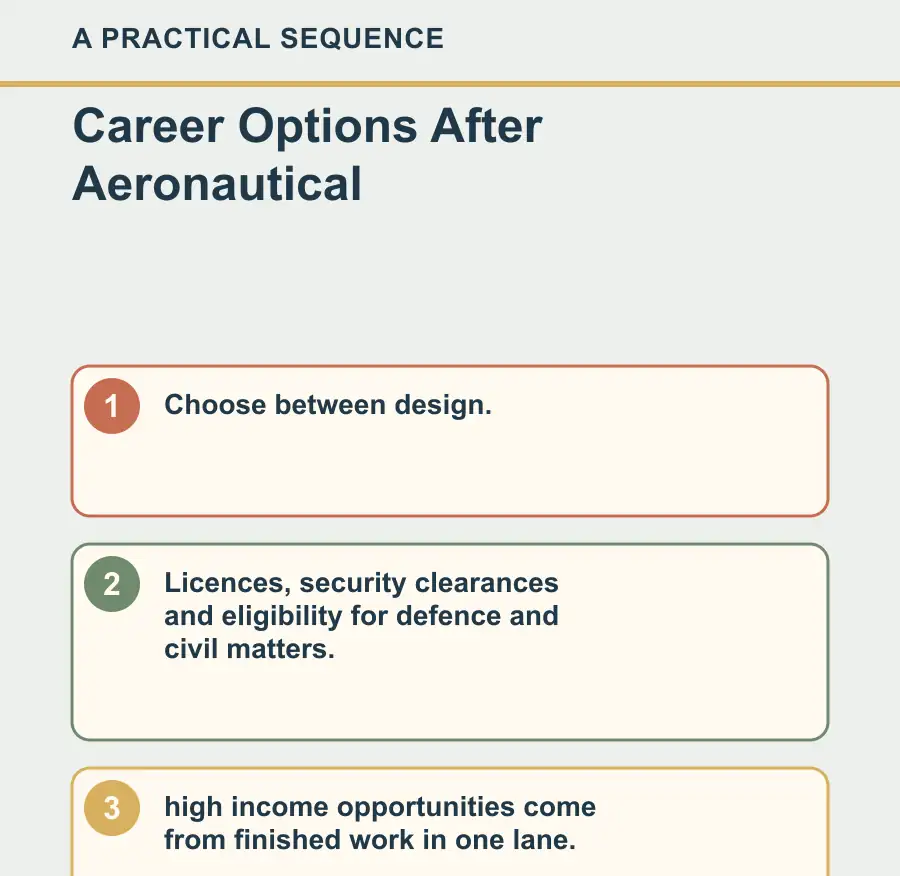 A PRACTICAL SEQUENCE
Career Options After
Aeronautical
1
Choose between design.
2
Licences, security clearances
and eligibility for defence and
civil matters.
3
high income opportunities come
from finished work in one lane.